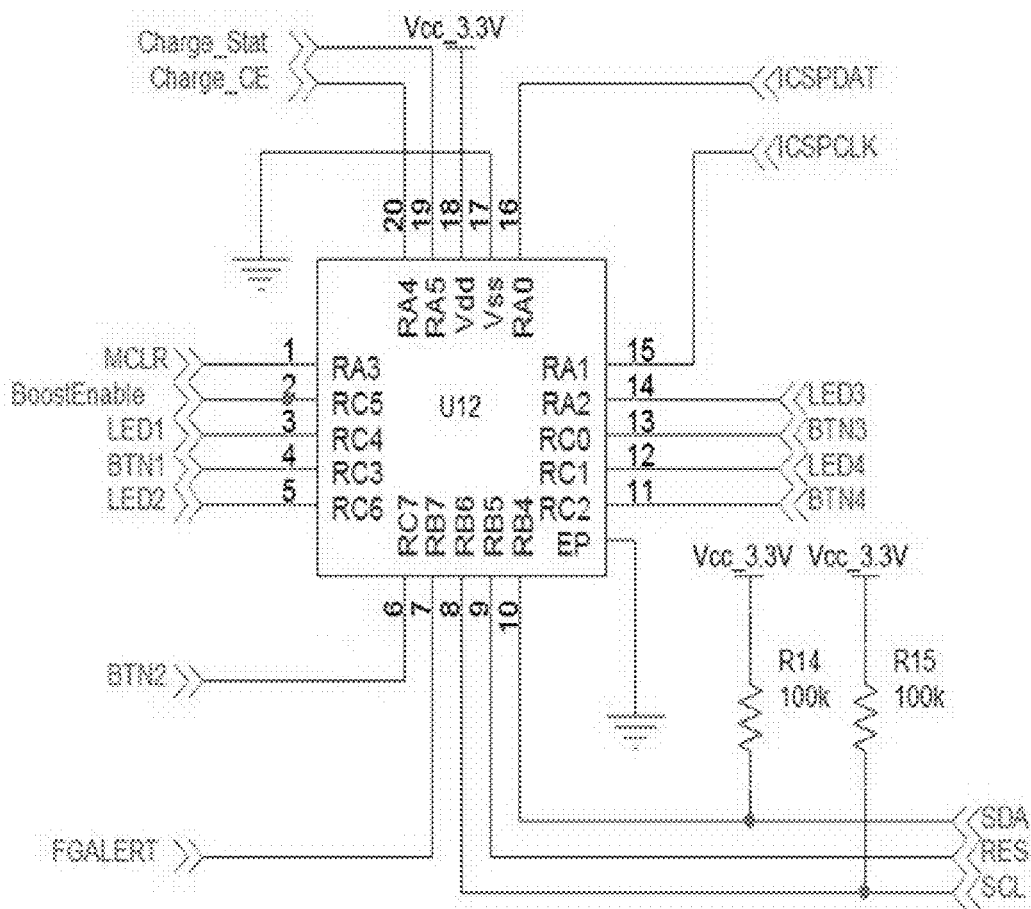 Vcc_3.3V
Charge_Stat
Charge_CE
ICSPDAT
ICSPCLK
20 19 18 17 16
RA4 RA5 Vdd Vss RA0
MCLR 1 RA3 RA1 15
BoostEnable 2 RC5 RA2 14 LED3
LED1 3 RC4 U12 RC0 13 BTN3
BTN1 4 RC3 RC1 12 LED4
LED2 5 RC6 RC2 11 BTN4
RC7 RB7 RB6 RB5 RB4 EP
6 7 8 9 10
Vcc_3.3V Vcc_3.3V
BTN2
R14 R15
100k 100k
SDA
FGALERT RES
SCL